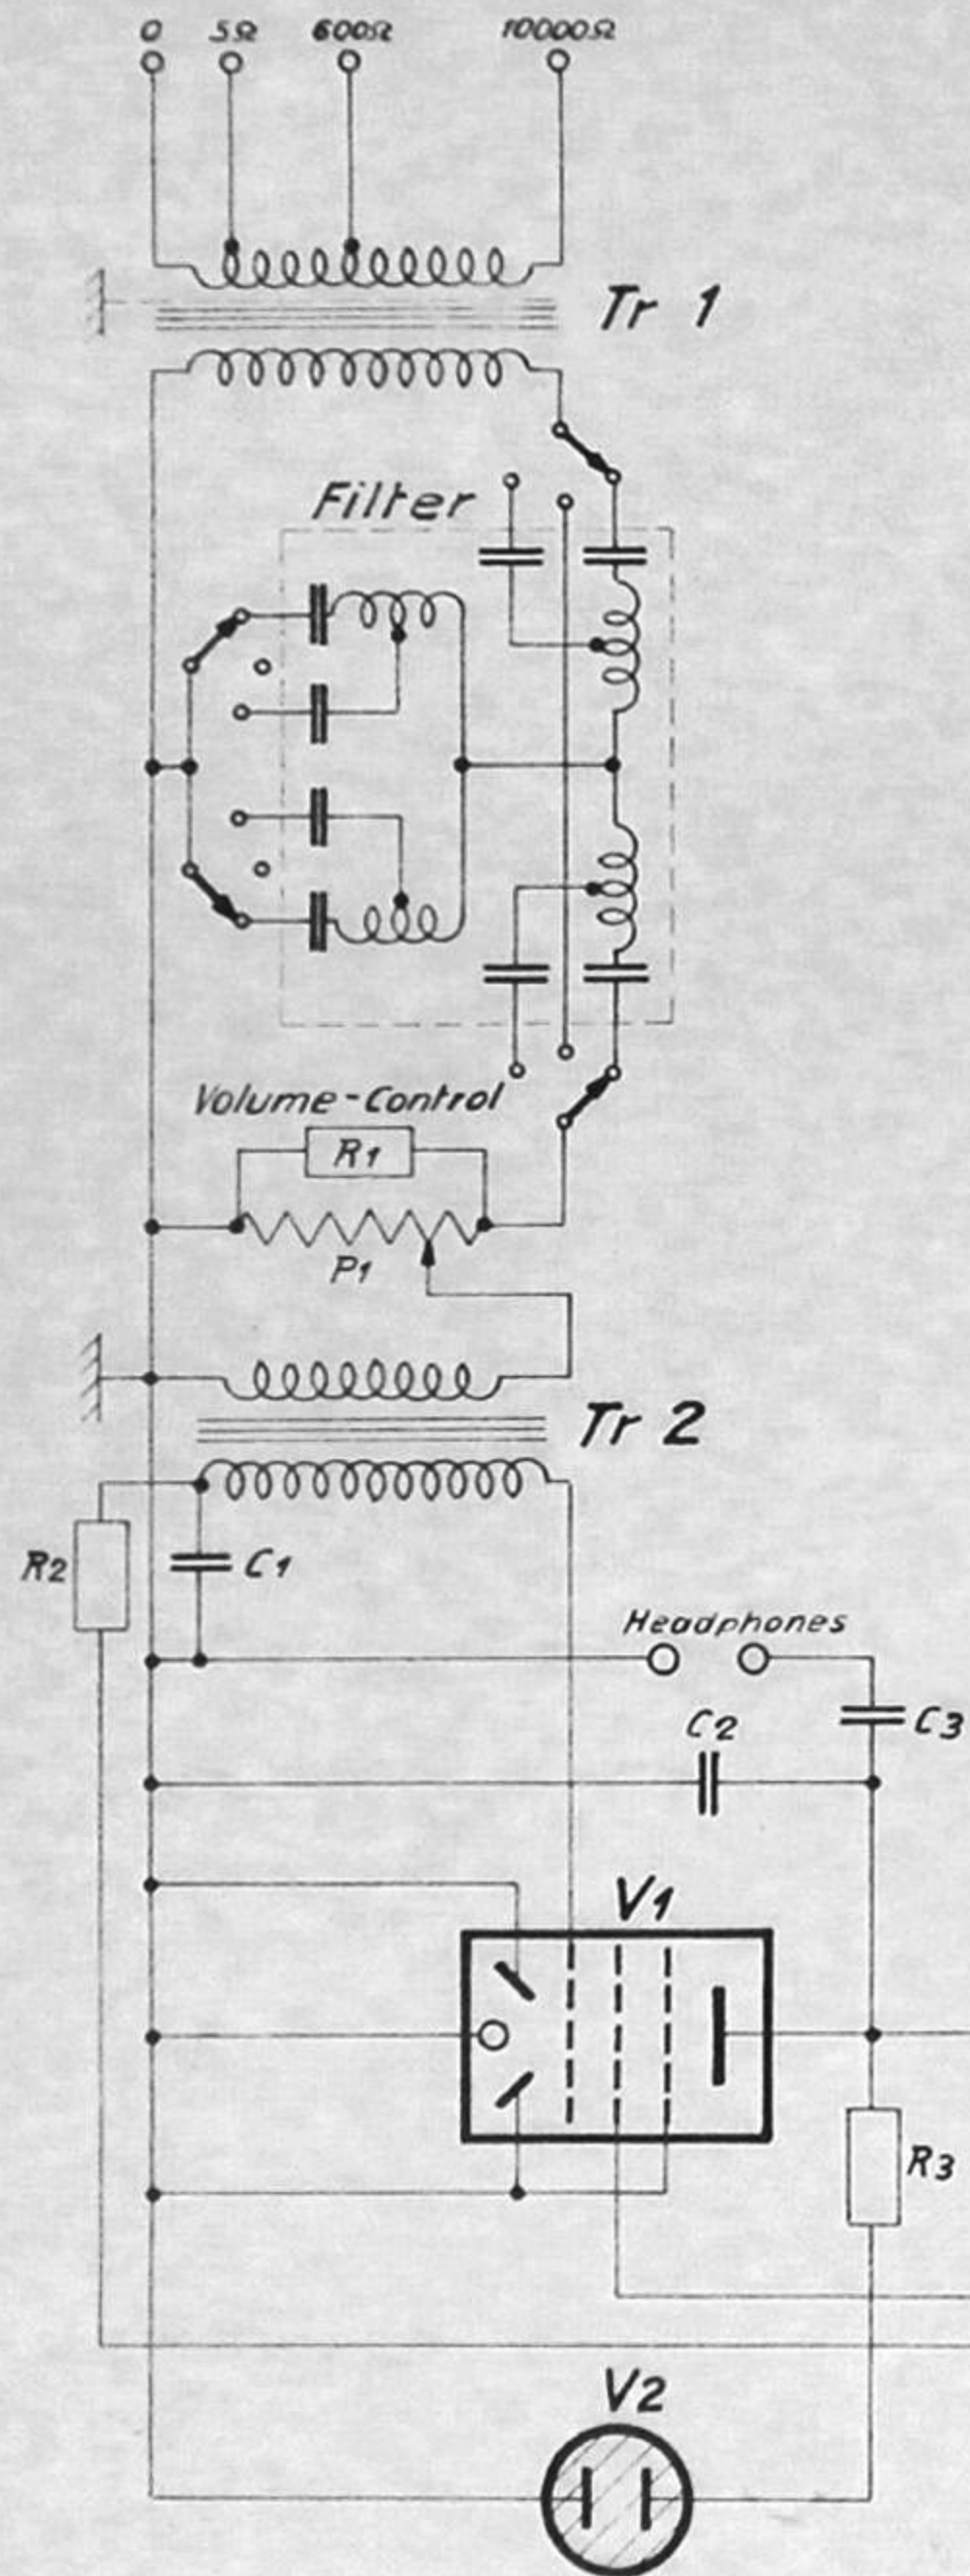 0 5Ω 600Ω 10000Ω
Tr 1
Filter
Volume-Control
R1
P1
Tr 2
R2
C1
Headphones
C2
C3
V1
R3
V2